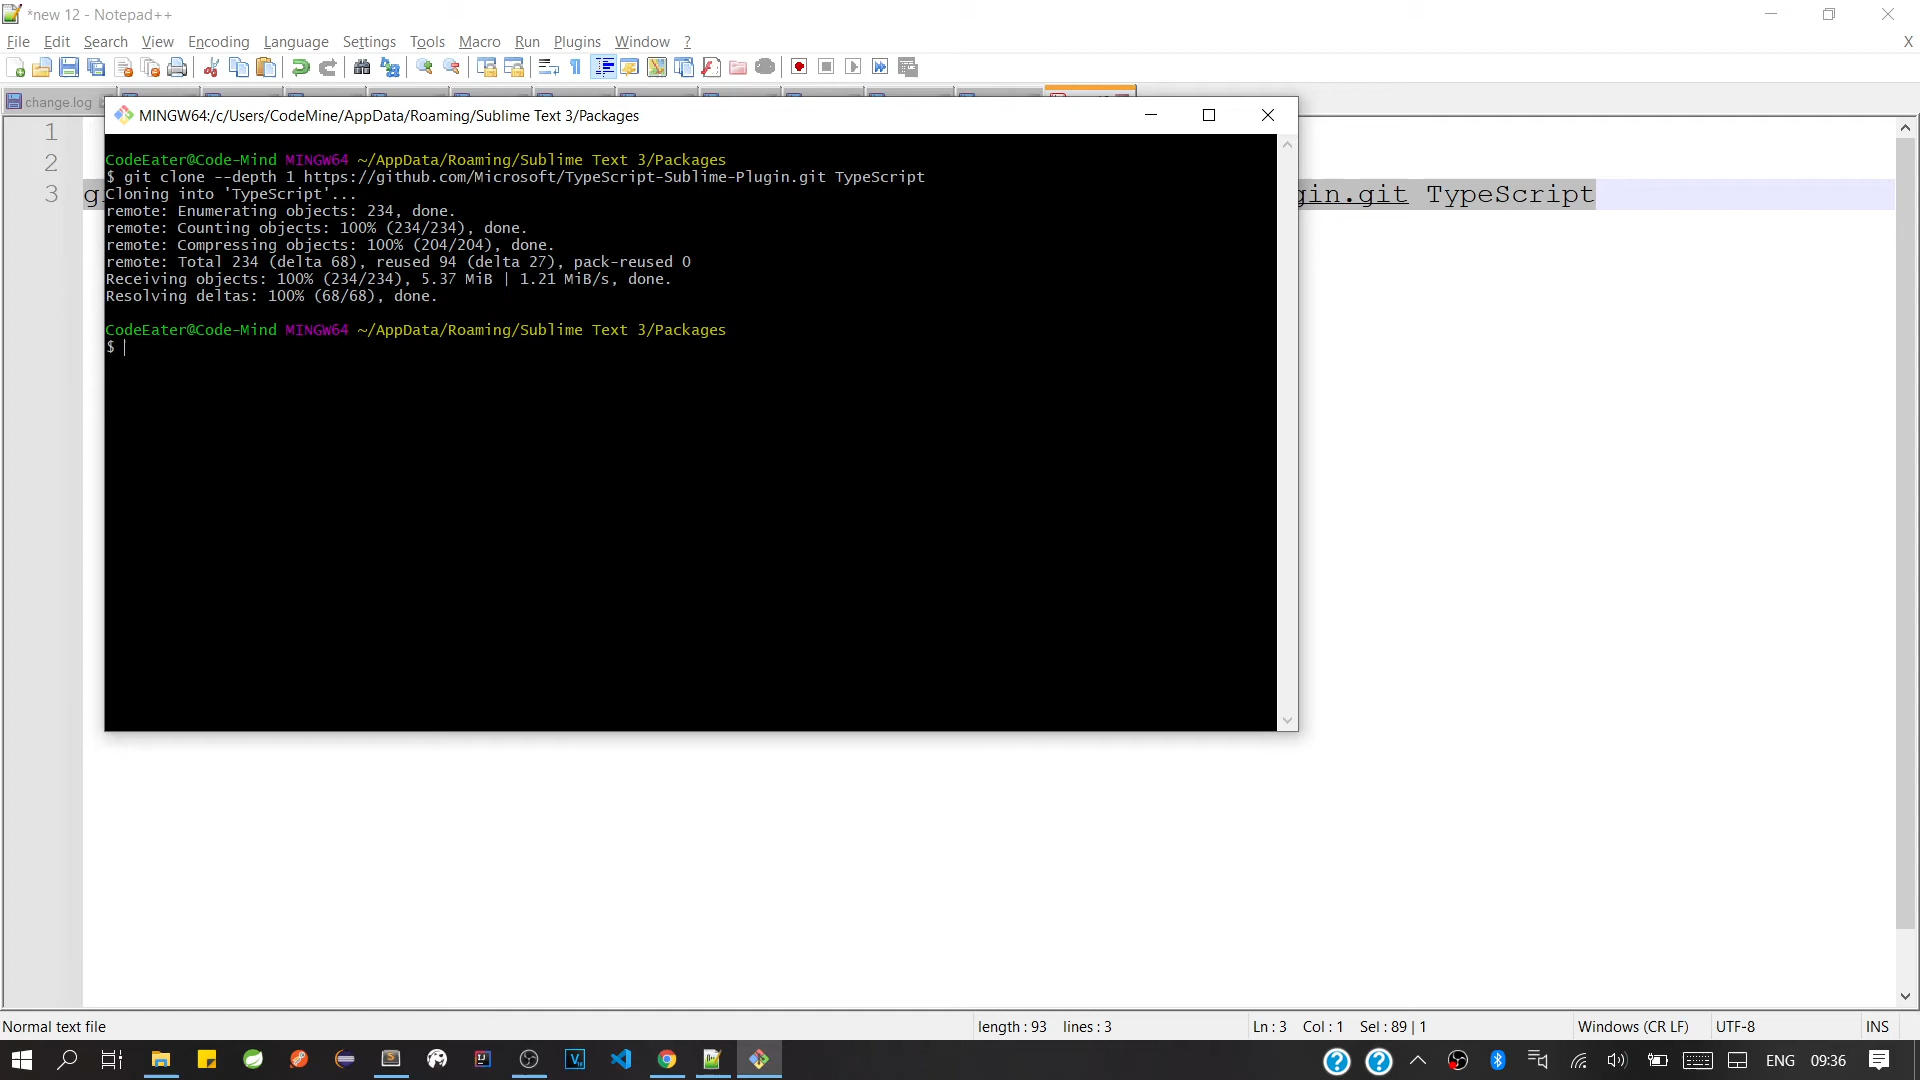 *new 12 - Notepad++
File Edit Search View Encoding Language Settings Tools Macro Run Plugins Window ?
X
change.log
MINGW64:/c/Users/CodeMine/AppData/Roaming/Sublime Text 3/Packages
1
2
3 g
gin.git TypeScript
CodeEater@Code-Mind MINGW64 ~/AppData/Roaming/Sublime Text 3/Packages
$ git clone --depth 1 https://github.com/Microsoft/TypeScript-Sublime-Plugin.git TypeScript
Cloning into 'TypeScript'...
remote: Enumerating objects: 234, done.
remote: Counting objects: 100% (234/234), done.
remote: Compressing objects: 100% (204/204), done.
remote: Total 234 (delta 68), reused 94 (delta 27), pack-reused 0
Receiving objects: 100% (234/234), 5.37 MiB | 1.21 MiB/s, done.
Resolving deltas: 100% (68/68), done.
CodeEater@Code-Mind MINGW64 ~/AppData/Roaming/Sublime Text 3/Packages
$
Normal text file length : 93 lines : 3 Ln : 3 Col : 1 Sel : 89 | 1 Windows (CR LF) UTF-8 INS
ENG 09:36